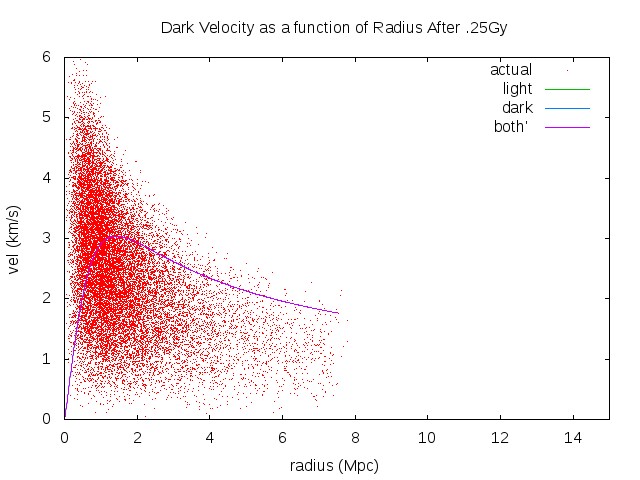 Dark Velocity as a function of Radius After .25Gy
6
5
4
3
2
1
0
vel (km/s)
actual
light
dark
both'
0 2 4 6 8 10 12 14
radius (Mpc)